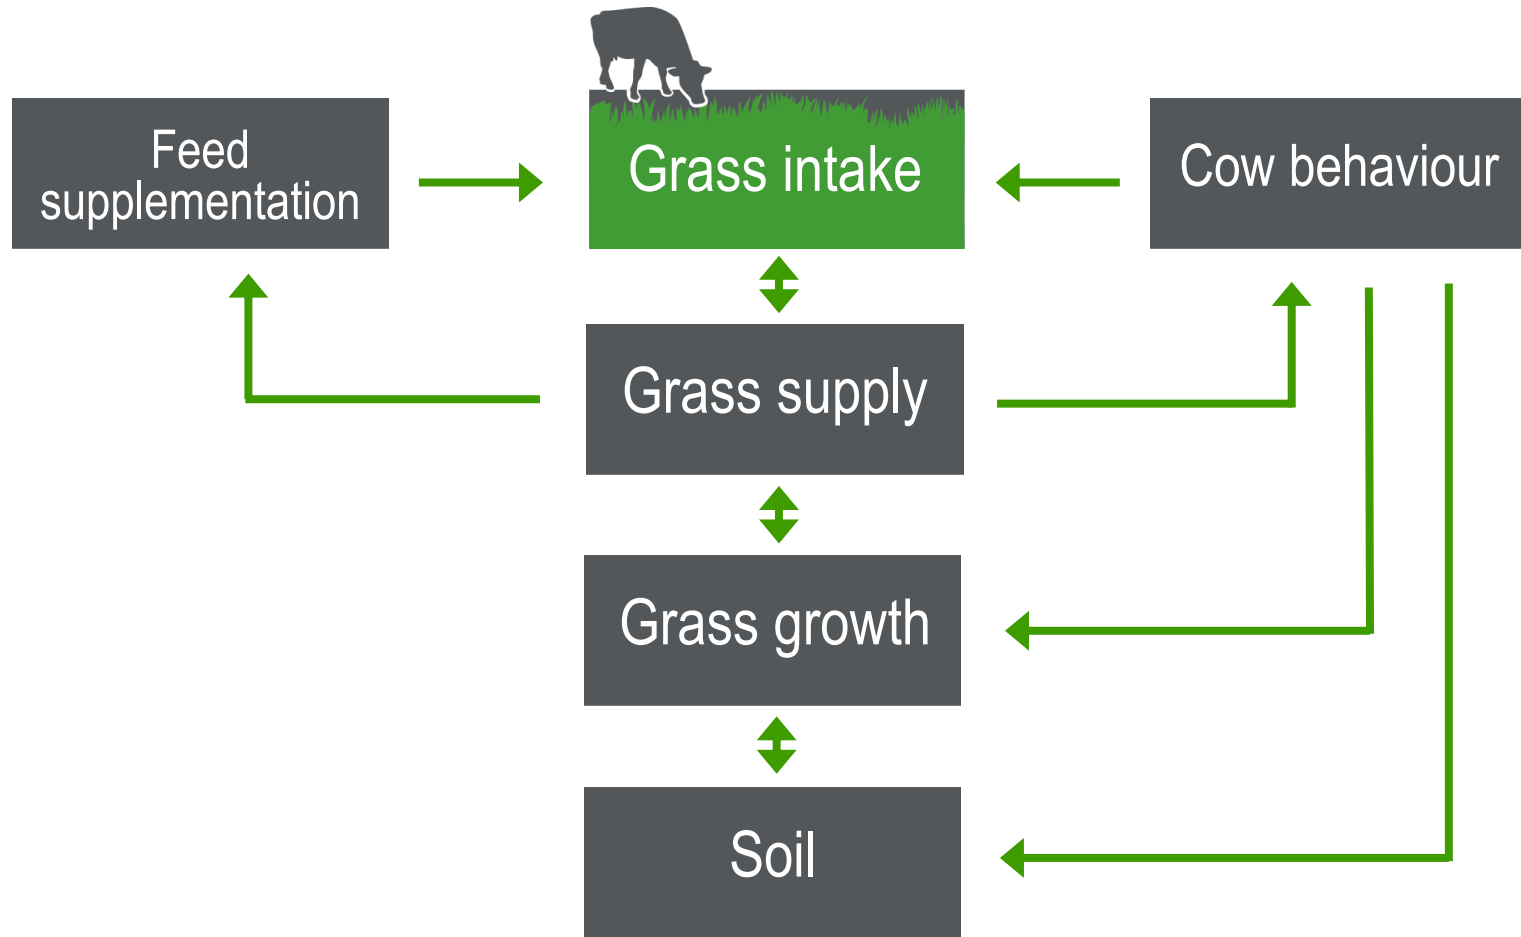 Feed
supplementation
Grass intake
Cow behaviour
Grass supply
Grass growth
Soil